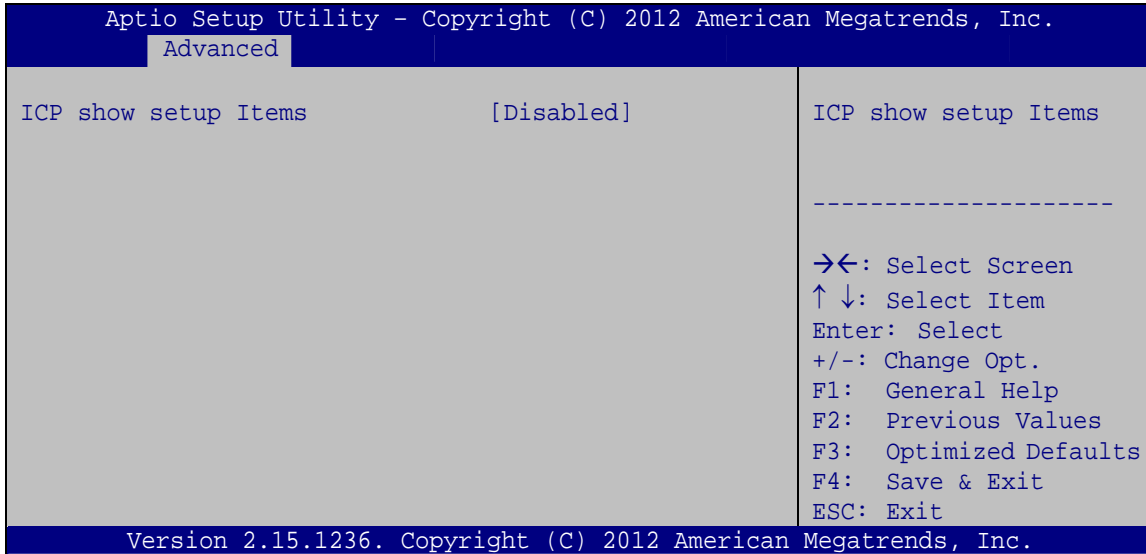 Aptio Setup Utility – Copyright (C) 2012 American Megatrends, Inc.
Advanced
ICP show setup Items [Disabled]
ICP show setup Items
---------------------
→←: Select Screen
↑ ↓: Select Item
Enter: Select
+/-: Change Opt.
F1: General Help
F2: Previous Values
F3: Optimized Defaults
F4: Save & Exit
ESC: Exit
Version 2.15.1236. Copyright (C) 2012 American Megatrends, Inc.